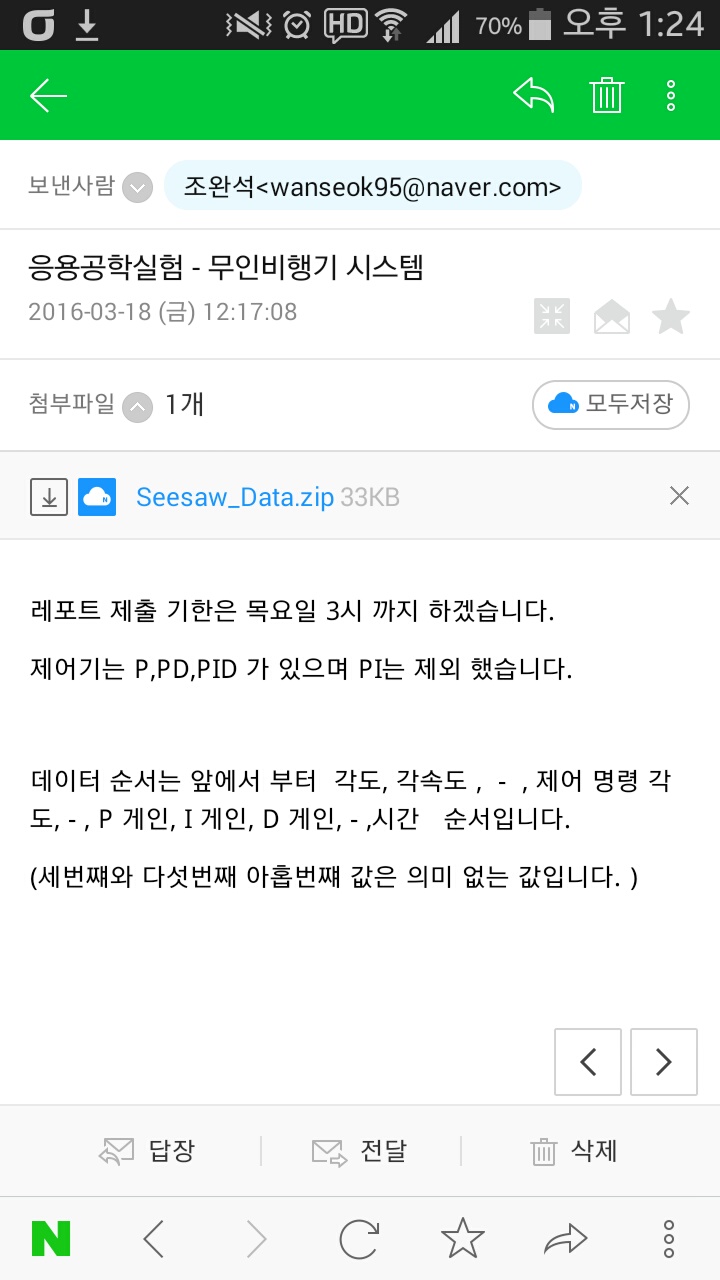 HD 70% 오후 1:24
보낸사람 조완석<wanseok95@naver.com>
응용공학실험 - 무인비행기 시스템
2016-03-18 (금) 12:17:08
첨부파일 1개 모두저장
Seesaw_Data.zip 33KB
레포트 제출 기한은 목요일 3시 까지 하겠습니다.
제어기는 P,PD,PID 가 있으며 PI는 제외 했습니다.
데이터 순서는 앞에서 부터 각도, 각속도 , - , 제어 명령 각
도, - , P 게인, I 게인, D 게인, - ,시간 순서입니다.
(세번쨰와 다섯번째 아홉번쨰 값은 의미 없는 값입니다. )
답장 전달 삭제
N